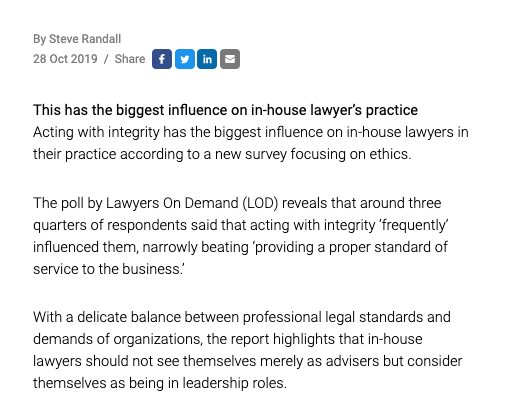 By Steve Randall
28 Oct 2019 / Share
This has the biggest influence on in-house lawyer's practice
Acting with integrity has the biggest influence on in-house lawyers in
their practice according to a new survey focusing on ethics.
The poll by Lawyers On Demand (LOD) reveals that around three
quarters of respondents said that acting with integrity 'frequently'
influenced them, narrowly beating 'providing a proper standard of
service to the business.'
With a delicate balance between professional legal standards and
demands of organizations, the report highlights that in-house
lawyers should not see themselves merely as advisers but consider
themselves as being in leadership roles.